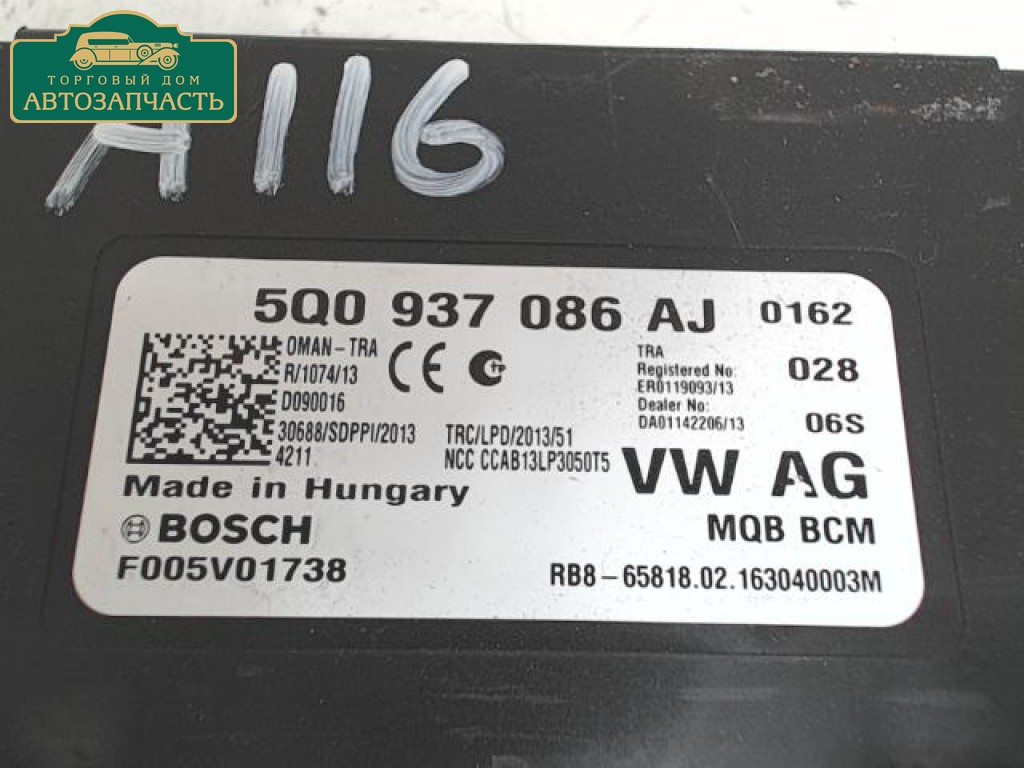 ТОРГОВЫЙ ДОМ
АВТОЗАПЧАСТЬ
A116
5Q0 937 086 AJ 0162
OMAN-TRA
R/1074/13
D090016
30688/SDPPI/2013
4211
CE
TRC/LPD/2013/51
NCC CCAB13LP3050T5
TRA
Registered No:
ER0119093/13
Dealer No:
DA01142206/13
028
06S
VW AG
Made in Hungary
BOSCH
MQB BCM
F005V01738
RB8-65818.02.163040003M